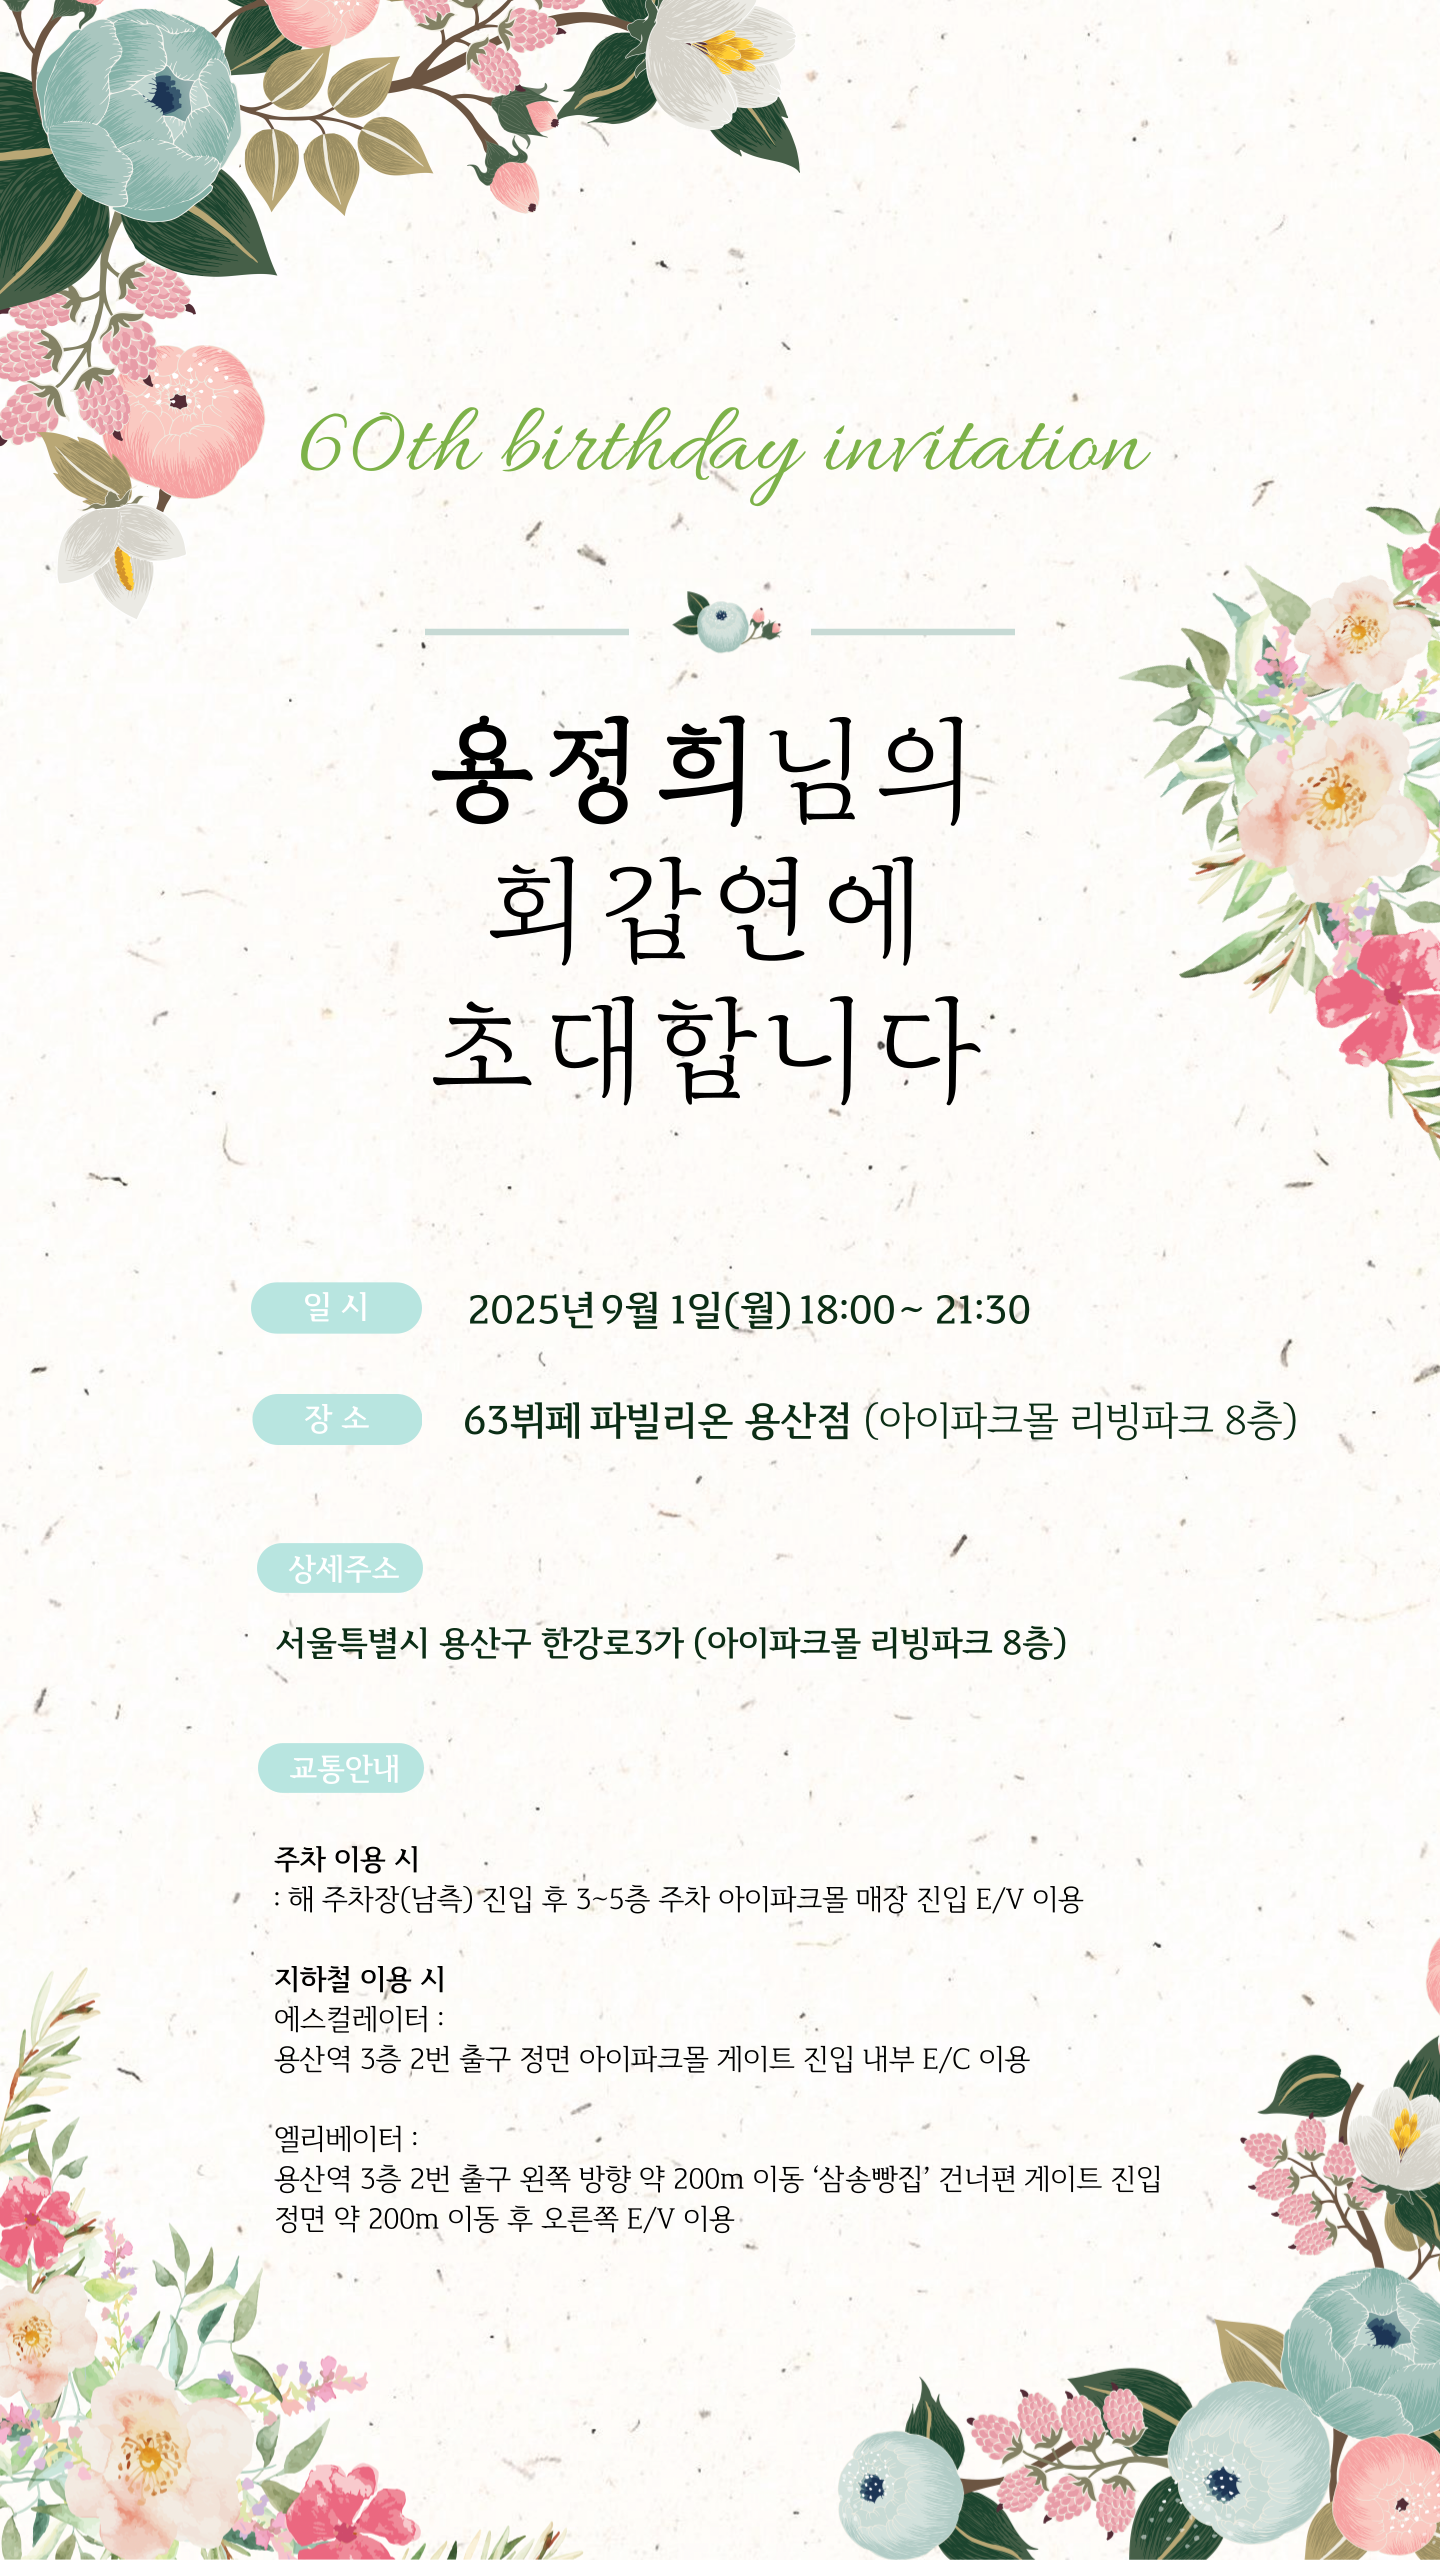 60th birthday invitation
용정희님의
회갑연에
초대합니다
일 시 2025년 9월 1일(월) 18:00~ 21:30
장 소 63뷔페 파빌리온 용산점 (아이파크몰 리빙파크 8층)
상세주소
서울특별시 용산구 한강로3가 (아이파크몰 리빙파크 8층)
교통안내
주차 이용 시
: 해 주차장(남측) 진입 후 3~5층 주차 아이파크몰 매장 진입 E/V 이용
지하철 이용 시
에스컬레이터 :
용산역 3층 2번 출구 정면 아이파크몰 게이트 진입 내부 E/C 이용
엘리베이터 :
용산역 3층 2번 출구 왼쪽 방향 약 200m 이동 ‘삼송빵집’ 건너편 게이트 진입
정면 약 200m 이동 후 오른쪽 E/V 이용